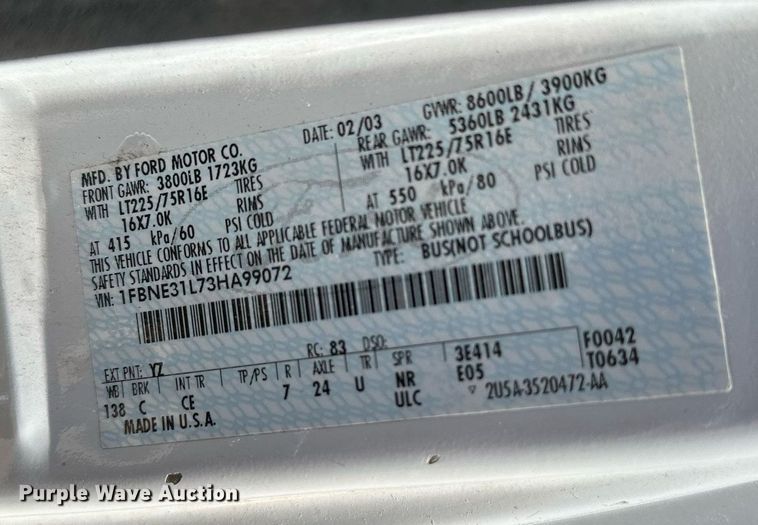 MFD. BY FORD MOTOR CO. DATE: 02/03 GVWR: 8600LB/ 3900KG
FRONT GAWR: 3800LB 1723KG REAR GAWR: 5360LB 2431KG
WITH LT225/75R16E TIRES WITH LT225/75R16E TIRES
16X7.0K RIMS 16X7.0K RIMS
AT 415 kPa/60 PSI COLD AT 550 kPa/80 PSI COLD
THIS VEHICLE CONFORMS TO ALL APPLICABLE FEDERAL MOTOR VEHICLE
SAFETY STANDARDS IN EFFECT ON THE DATE OF MANUFACTURE SHOWN ABOVE.
VIN: 1FBNE31L73HA99072 TYPE: BUS(NOT SCHOOLBUS)
EXT PNT: YZ RC: 83 DSO: F0042
WB BRK INT TR TP/PS R AXLE TR SPR 3E414 T0634
138 C CE 7 24 U NR E05
MADE IN U.S.A. ULC ▽ 2U5A-3520472-AA
Purple Wave Auction